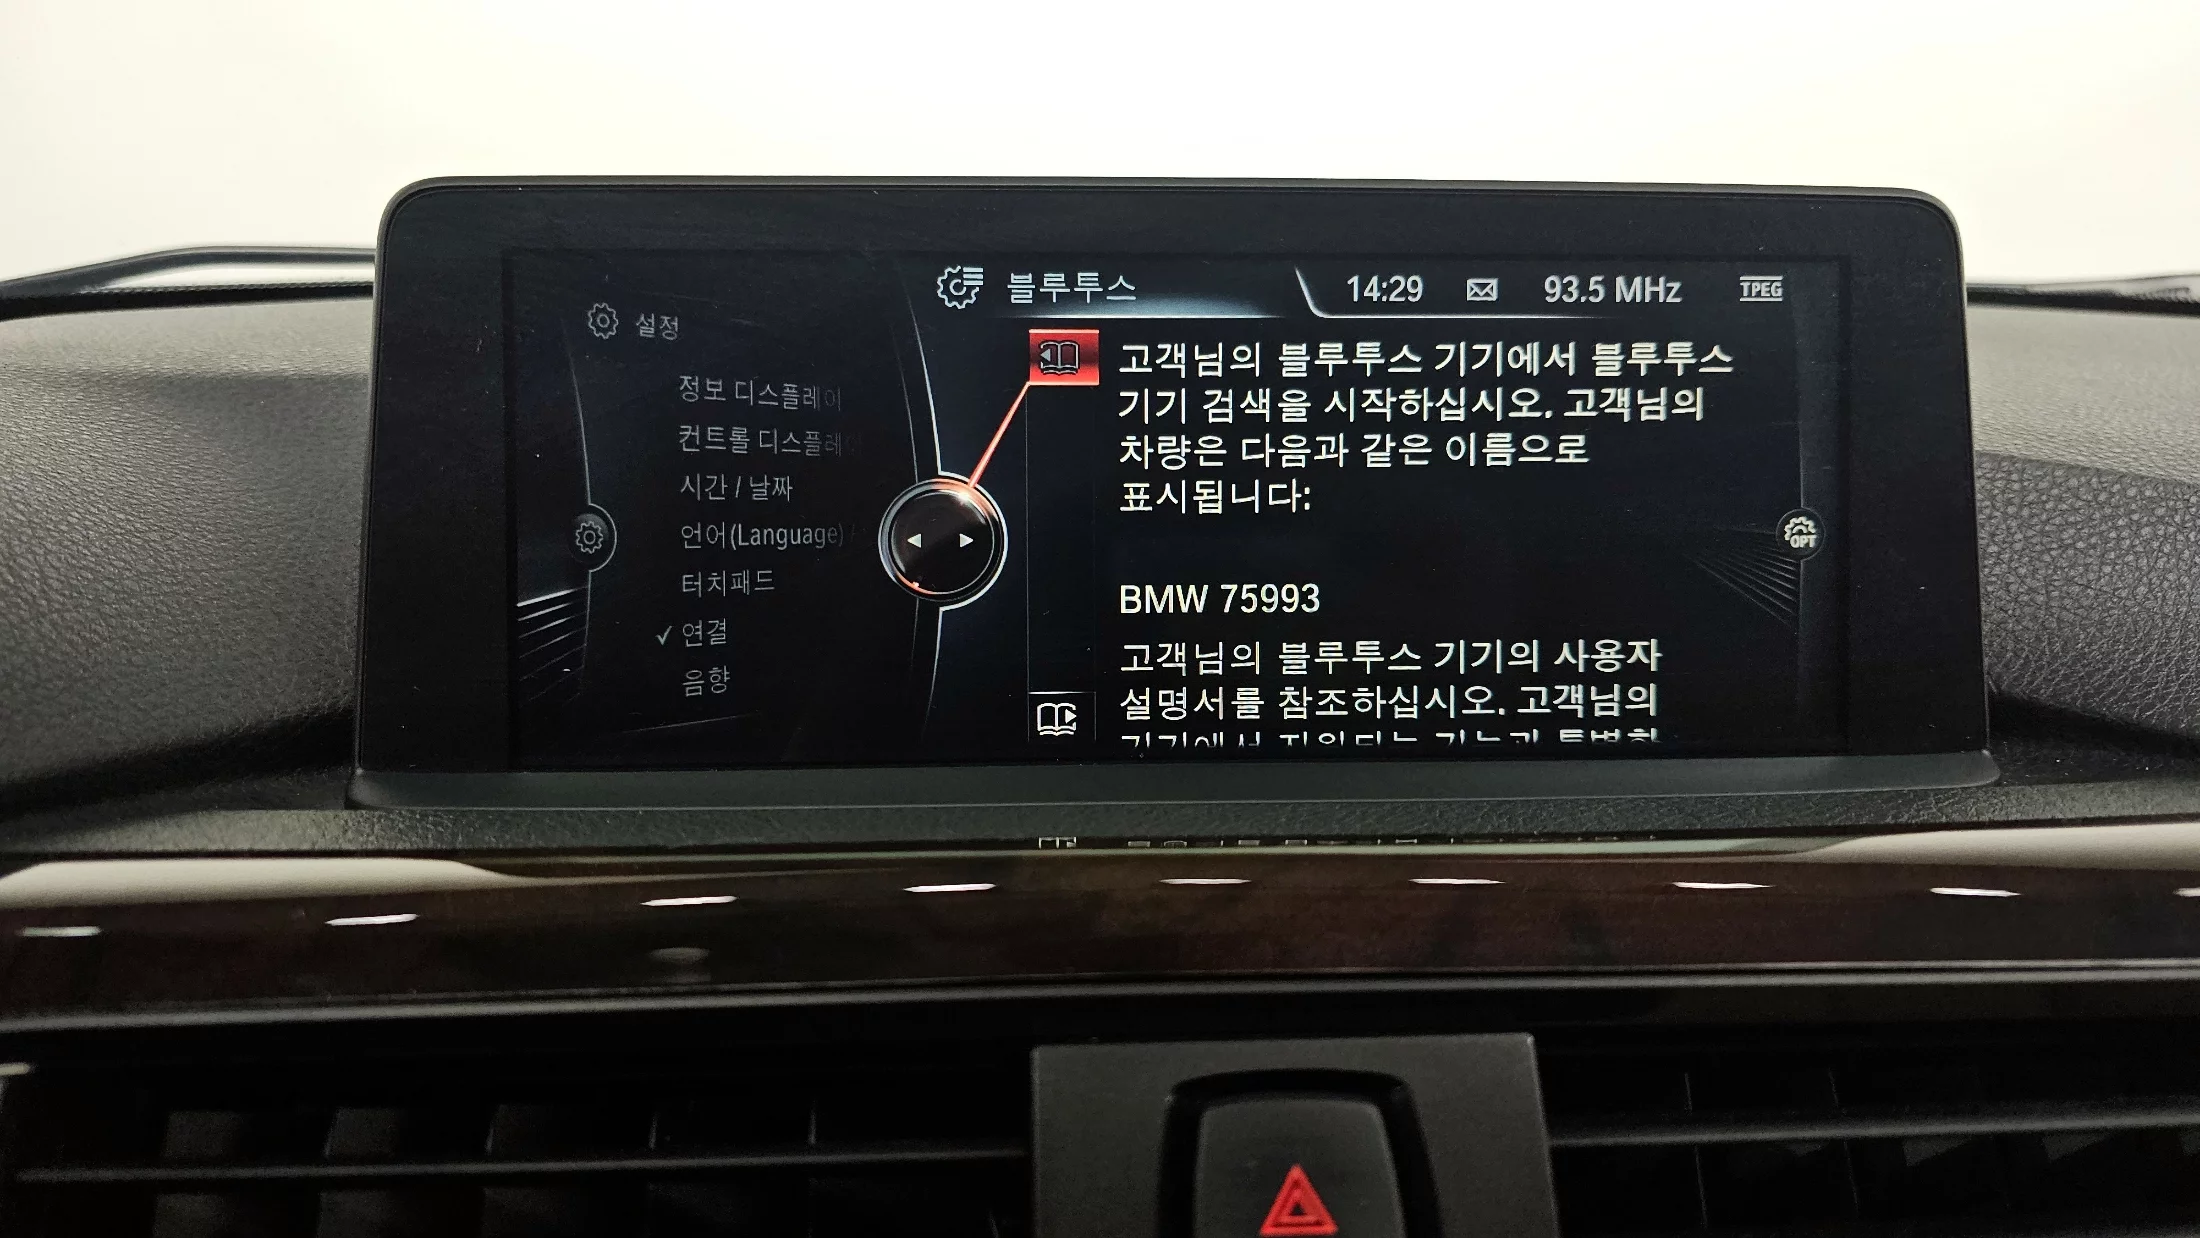 블루투스
14:29
93.5 MHz
TPEG
설정
정보 디스플레이
컨트롤 디스플레
시간 / 날짜
언어(Language) /
터치패드
✓ 연결
음향
고객님의 블루투스 기기에서 블루투스
기기 검색을 시작하십시오. 고객님의
차량은 다음과 같은 이름으로
표시됩니다:
BMW 75993
고객님의 블루투스 기기의 사용자
설명서를 참조하십시오. 고객님의
OPT